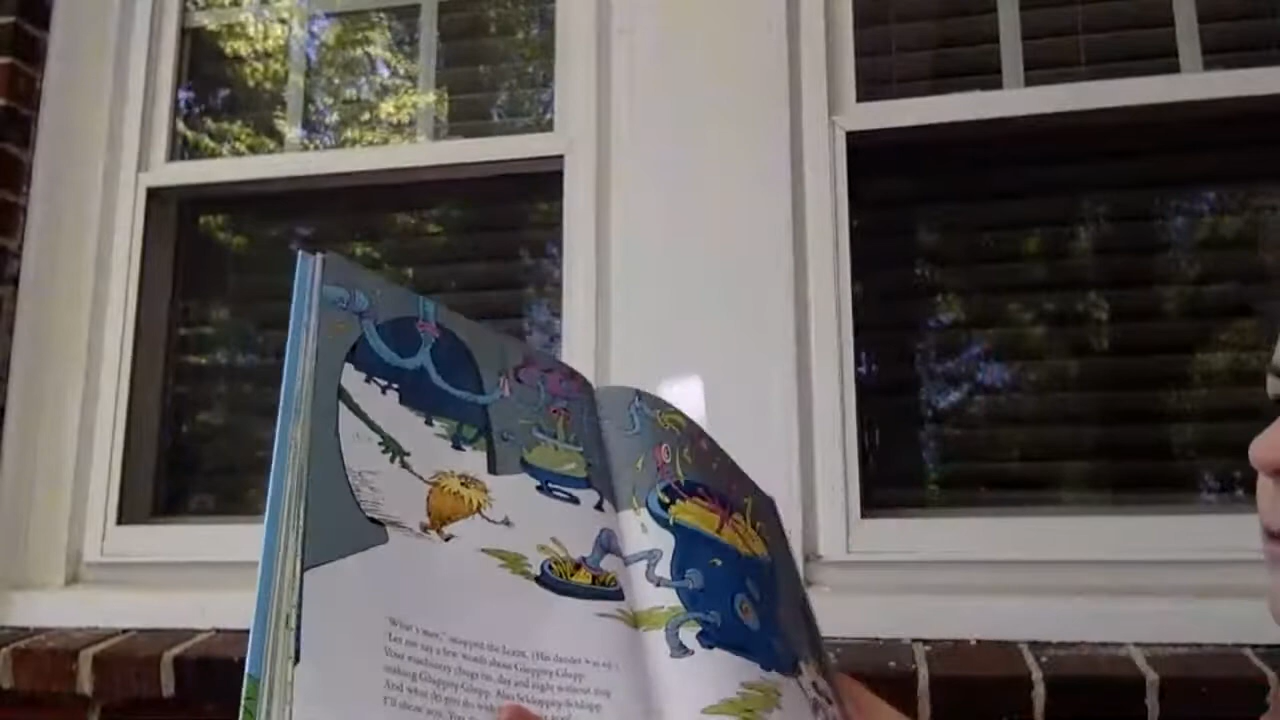 "What's more," snapped the Lorax. (His dander was up.)
"Let me say a few words about Gluppity-Glupp.
Your machinery chugs on, day and night without stop
making Gluppity-Glupp. Also Schloppity-Schlopp.
And what do you do with
I'll show you. You